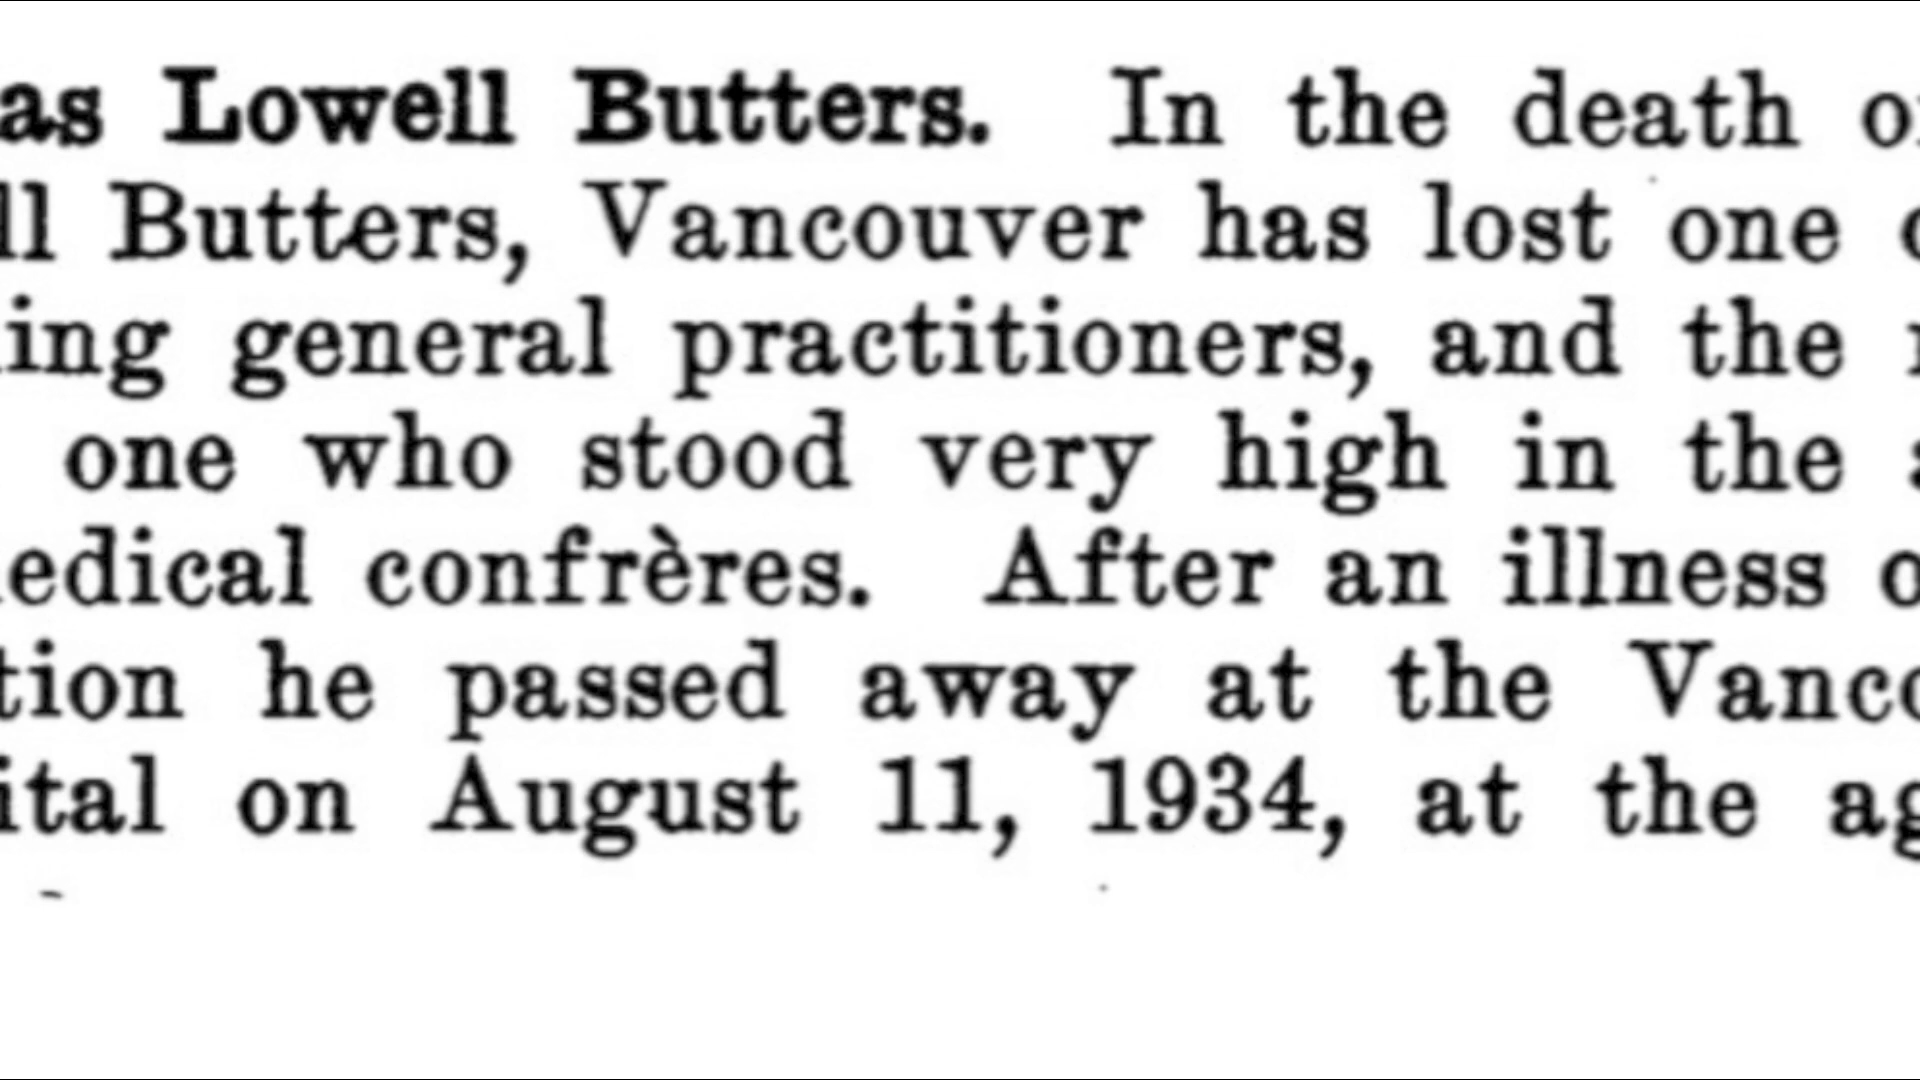 as Lowell Butters. In the death
ll Butters, Vancouver has lost one
ing general practitioners, and the
one who stood very high in the
edical confrères. After an illness
tion he passed away at the Vanco
ital on August 11, 1934, at the ag